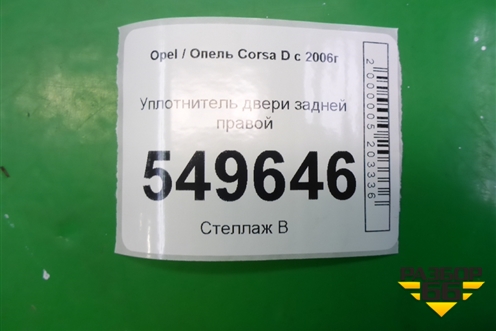 Opel / Опель Corsa D с 2006г
Уплотнитель двери задней
правой
549646
Стеллаж В
2000005203336